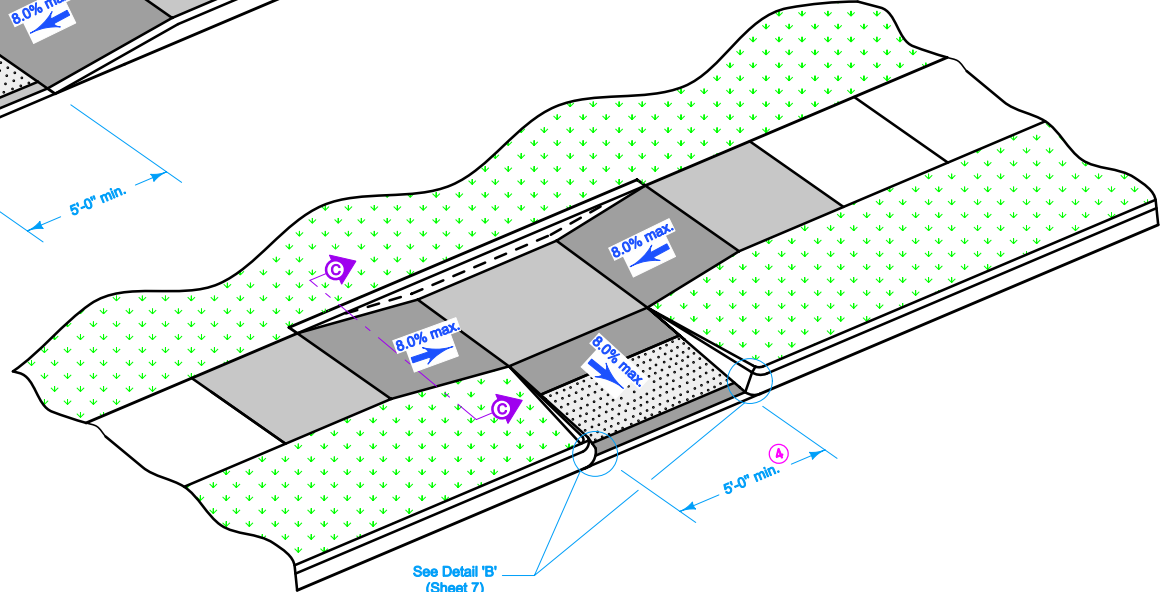 8.0% ma
5'-0" min.
8.0% max.
C
8.0% max.
8.0% max.
C
4
5'-0" min.
See Detail 'B'
(Sheet 7)